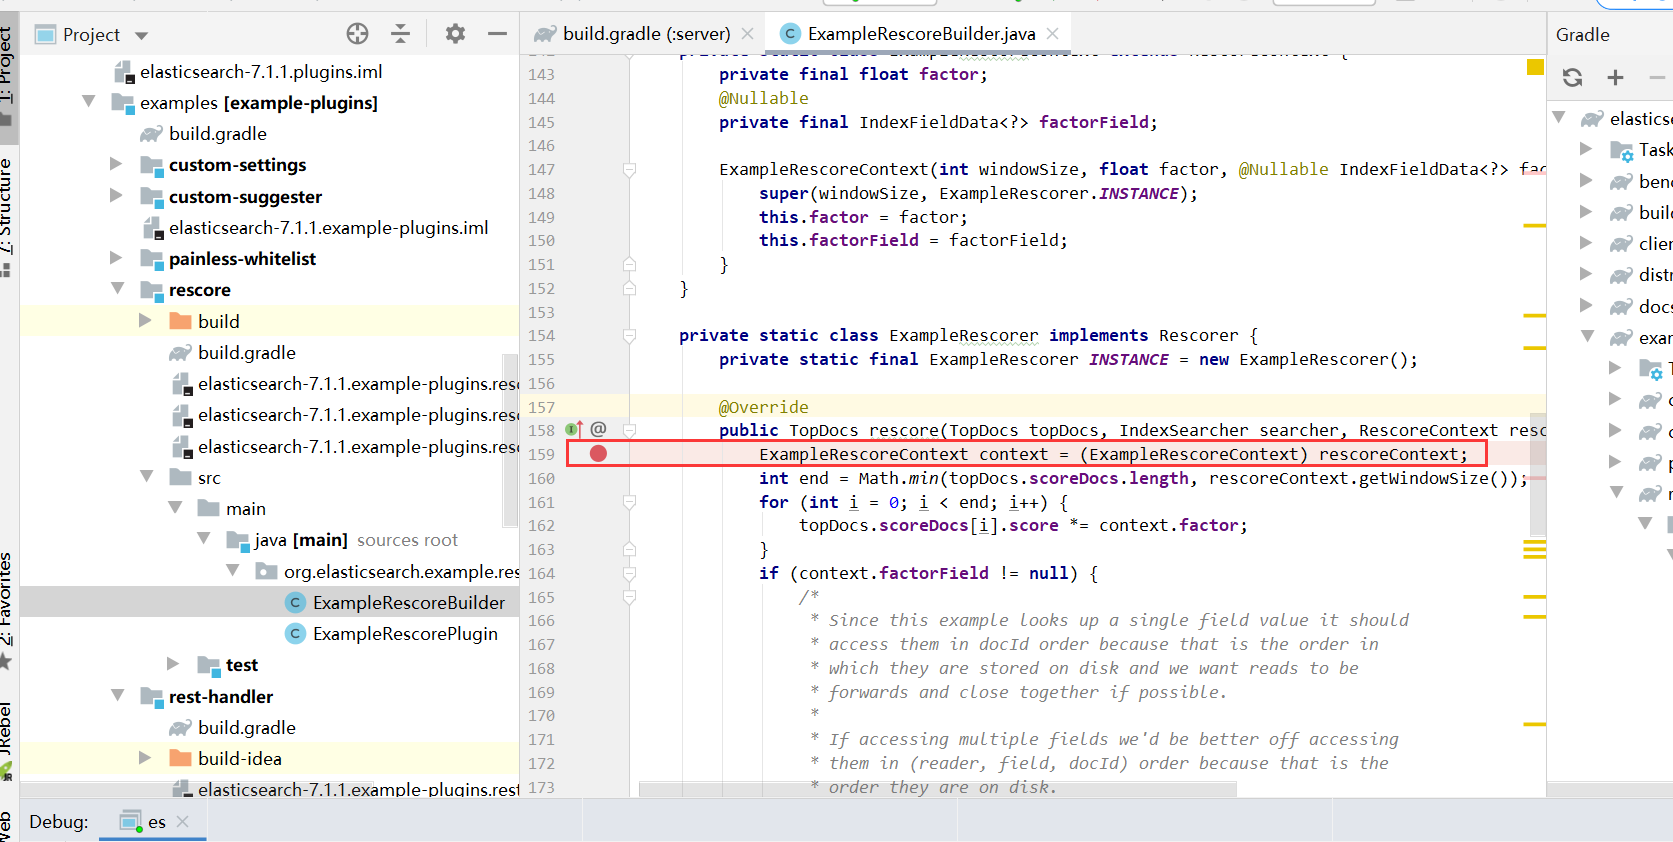 Project
build.gradle (:server)
ExampleRescoreBuilder.java
Gradle
1: Project
7: Structure
2: Favorites
JRebel
Web
elasticsearch-7.1.1.plugins.iml
examples [example-plugins]
build.gradle
custom-settings
custom-suggester
elasticsearch-7.1.1.example-plugins.iml
painless-whitelist
rescore
build
build.gradle
elasticsearch-7.1.1.example-plugins.resc
elasticsearch-7.1.1.example-plugins.resc
elasticsearch-7.1.1.example-plugins.resc
src
main
java [main] sources root
org.elasticsearch.example.res
ExampleRescoreBuilder
ExampleRescorePlugin
test
rest-handler
build.gradle
build-idea
elasticsearch-7.1.1.example-plugins.rest
143 private final float factor;
144 @Nullable
145 private final IndexFieldData<?> factorField;
146
147 ExampleRescoreContext(int windowSize, float factor, @Nullable IndexFieldData<?> fac
148 super(windowSize, ExampleRescorer.INSTANCE);
149 this.factor = factor;
150 this.factorField = factorField;
151 }
152 }
153
154 private static class ExampleRescorer implements Rescorer {
155 private static final ExampleRescorer INSTANCE = new ExampleRescorer();
156
157 @Override
158 public TopDocs rescore(TopDocs topDocs, IndexSearcher searcher, RescoreContext resc
159 ExampleRescoreContext context = (ExampleRescoreContext) rescoreContext;
160 int end = Math.min(topDocs.scoreDocs.length, rescoreContext.getWindowSize());
161 for (int i = 0; i < end; i++) {
162 topDocs.scoreDocs[i].score *= context.factor;
163 }
164 if (context.factorField != null) {
165 /*
166 * Since this example looks up a single field value it should
167 * access them in docId order because that is the order in
168 * which they are stored on disk and we want reads to be
169 * forwards and close together if possible.
170 *
171 * If accessing multiple fields we'd be better off accessing
172 * them in (reader, field, docId) order because that is the
173 * order they are on disk.
elasticse
Task
benc
build
clien
distr
docs
exar
Debug:
es